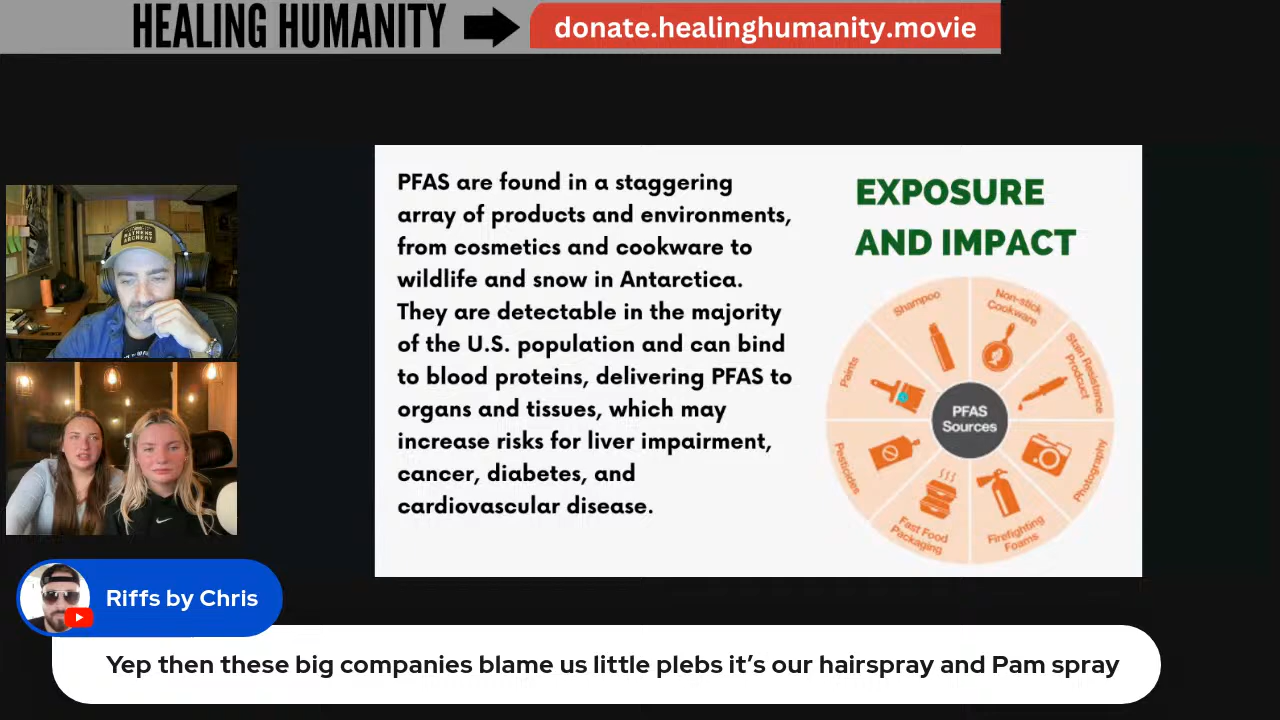 HEALING HUMANITY
donate.healinghumanity.movie
PFAS are found in a staggering
array of products and environments,
from cosmetics and cookware to
wildlife and snow in Antarctica.
They are detectable in the majority
of the U.S. population and can bind
to blood proteins, delivering PFAS to
organs and tissues, which may
increase risks for liver impairment,
cancer, diabetes, and
cardiovascular disease.
EXPOSURE
AND IMPACT
Shampoo
Non-stick
Cookware
Stain Resistance
Prodcuct
Photography
Firefighting
Foams
Fast Food
Packaging
Pesticides
Paints
PFAS
Sources
MATHEWS
ARCHERY
Riffs by Chris
Yep then these big companies blame us little plebs it’s our hairspray and Pam spray